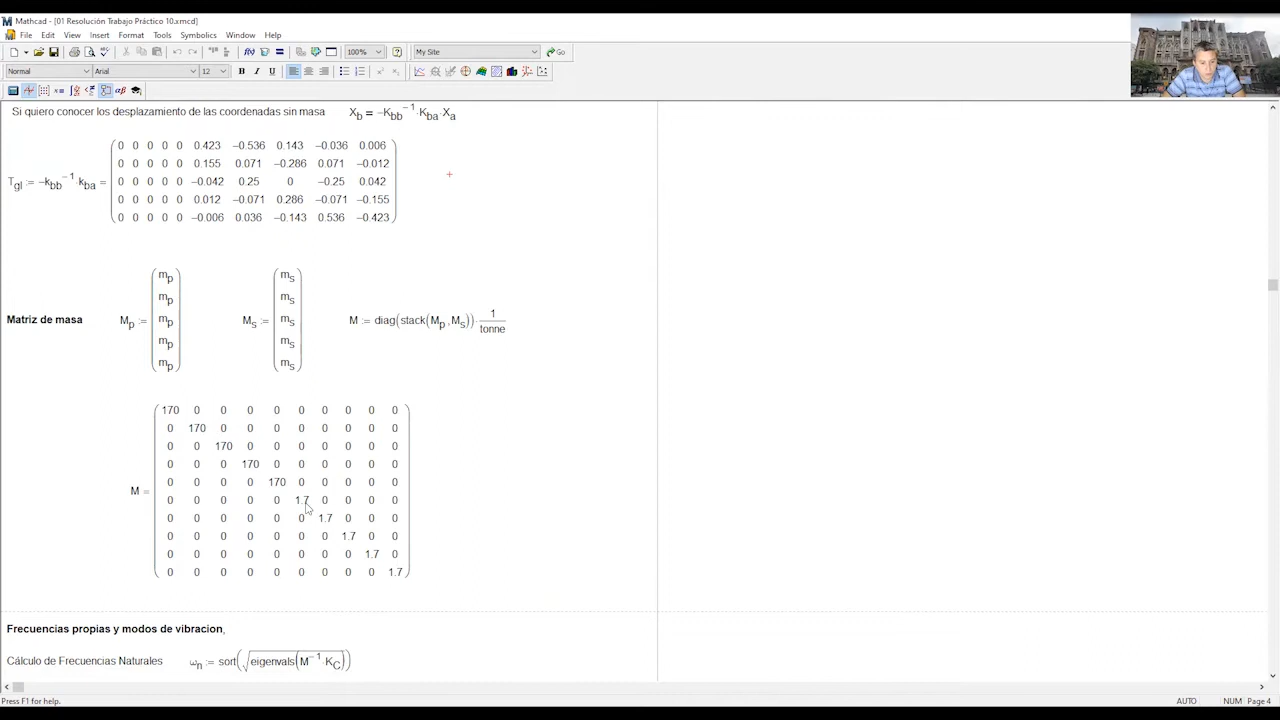 Mathcad - [01 Resolución Trabajo Práctico 10.xmcd]
File Edit View Insert Format Tools Symbolics Window Help
100% My Site Go
Normal Arial 12 B I U
Si quiero conocer los desplazamiento de las coordenadas sin masa X_b = −K_bb^−1·K_ba·X_a
T_gl := −k_bb^−1·k_ba =
0 0 0 0 0 0.423 −0.536 0.143 −0.036 0.006
0 0 0 0 0 0.155 0.071 −0.286 0.071 −0.012
0 0 0 0 0 −0.042 0.25 0 −0.25 0.042
0 0 0 0 0 0.012 −0.071 0.286 −0.071 −0.155
0 0 0 0 0 −0.006 0.036 −0.143 0.536 −0.423
Matriz de masa M_p := M_s := M := diag(stack(M_p, M_s))·1/tonne
m_p m_s
m_p m_s
m_p m_s
m_p m_s
m_p m_s
M =
170 0 0 0 0 0 0 0 0 0
0 170 0 0 0 0 0 0 0 0
0 0 170 0 0 0 0 0 0 0
0 0 0 170 0 0 0 0 0 0
0 0 0 0 170 0 0 0 0 0
0 0 0 0 0 1.7 0 0 0 0
0 0 0 0 0 0 1.7 0 0 0
0 0 0 0 0 0 0 1.7 0 0
0 0 0 0 0 0 0 0 1.7 0
0 0 0 0 0 0 0 0 0 1.7
Frecuencias propias y modos de vibracion,
Cálculo de Frecuencias Naturales ω_n := sort(√eigenvals(M^−1·K_C))
Press F1 for help. AUTO NUM Page 4